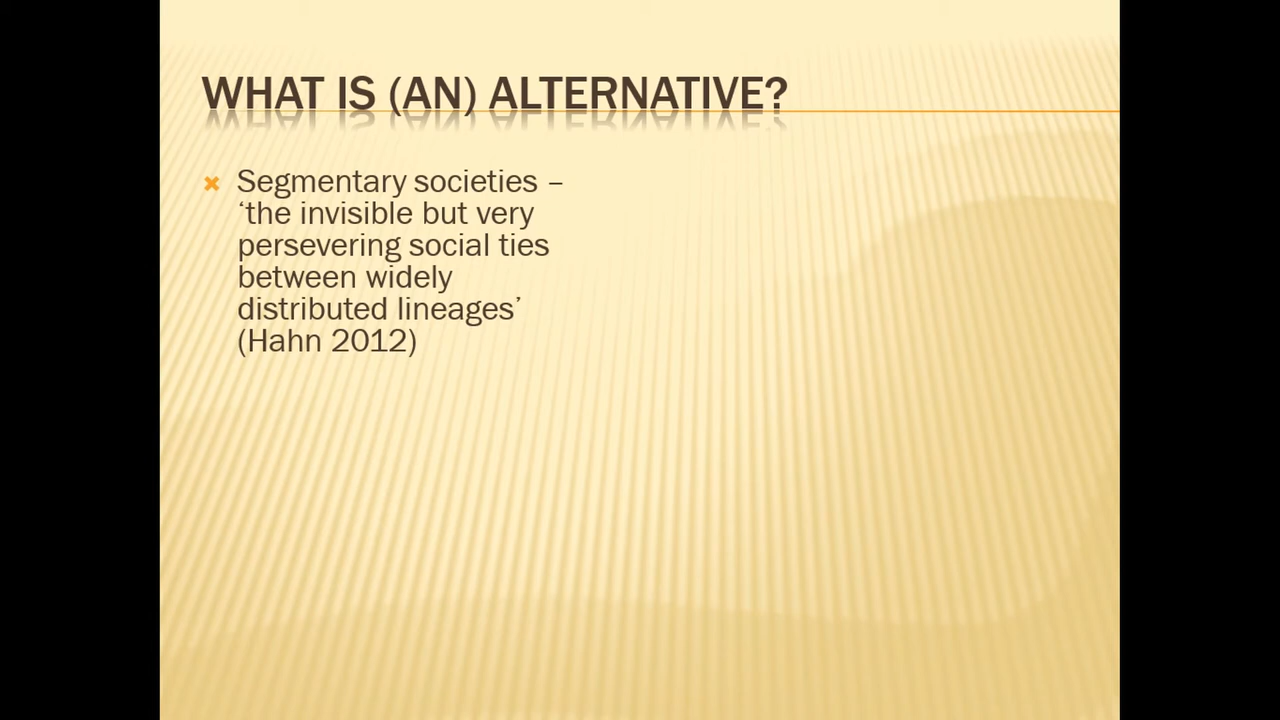 WHAT IS (AN) ALTERNATIVE?
Segmentary societies –
‘the invisible but very
persevering social ties
between widely
distributed lineages’
(Hahn 2012)